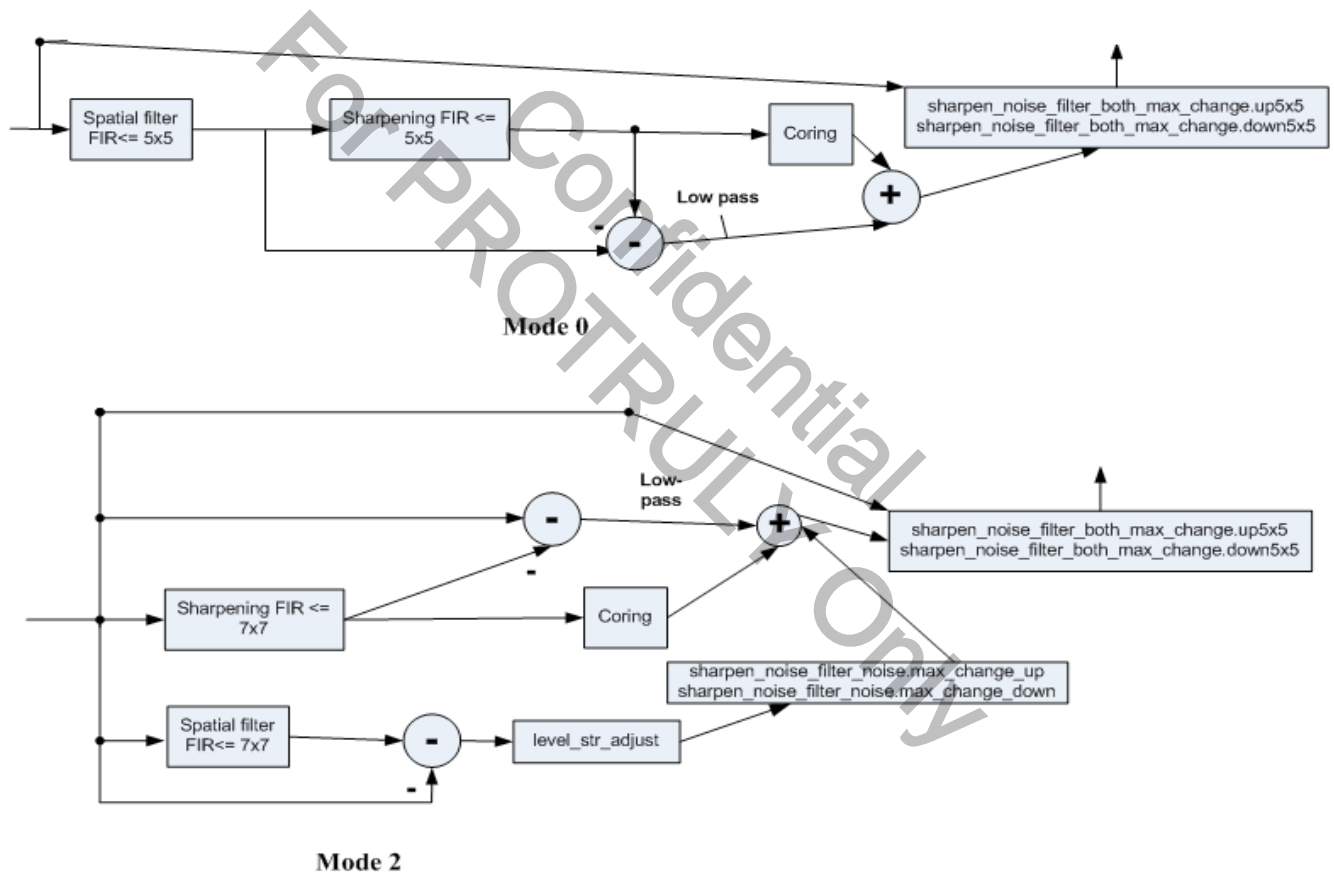 Spatial filter
FIR<= 5x5
Sharpening FIR <=
5x5
Coring
sharpen_noise_filter_both_max_change.up5x5
sharpen_noise_filter_both_max_change.down5x5
+
Low pass
-
-
Mode 0
Low-
pass
-
+
sharpen_noise_filter_both_max_change.up5x5
sharpen_noise_filter_both_max_change.down5x5
-
Sharpening FIR <=
7x7
Coring
sharpen_noise_filter_noise.max_change_up
sharpen_noise_filter_noise.max_change_down
Spatial filter
FIR<= 7x7
-
level_str_adjust
-
Mode 2
Confidential
For PROTRULY Only